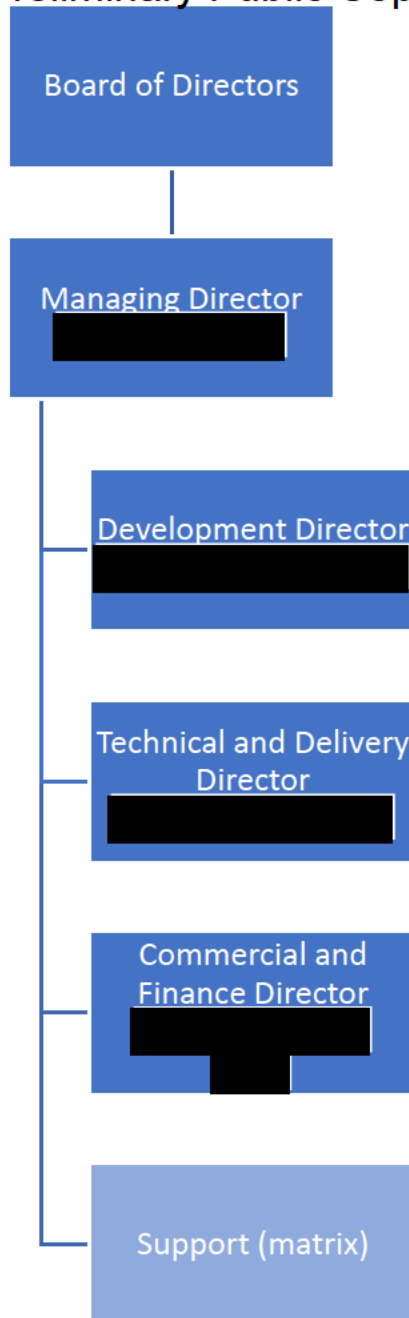 Board of Directors
Managing Director
Development Director
Technical and Delivery
Director
Commercial and
Finance Director
Support (matrix)